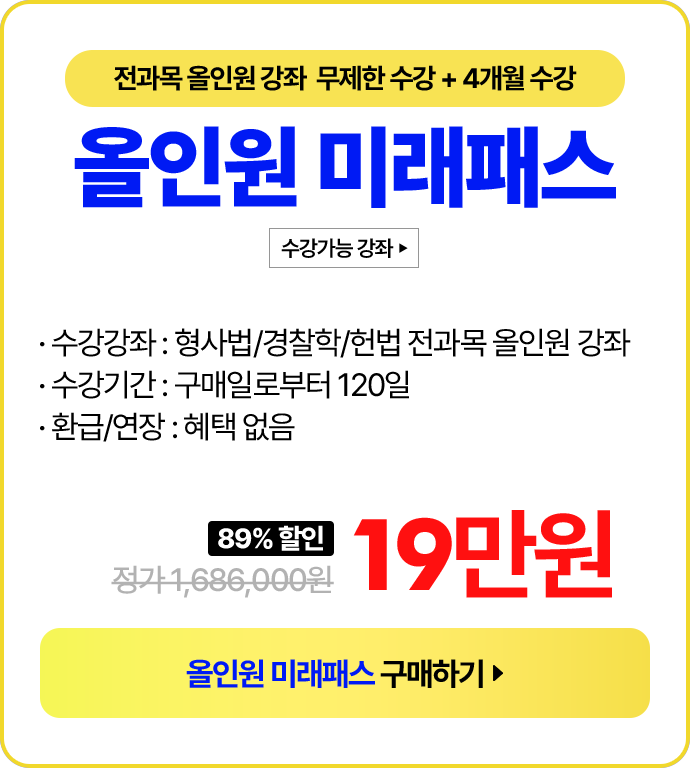 전과목 올인원 강좌 무제한 수강 + 4개월 수강
올인원 미래패스
수강가능 강좌 ▶
· 수강강좌 : 형사법/경찰학/헌법 전과목 올인원 강좌
· 수강기간 : 구매일로부터 120일
· 환급/연장 : 혜택 없음
89% 할인
정가 1,686,000원
19만원
올인원 미래패스 구매하기 ▶